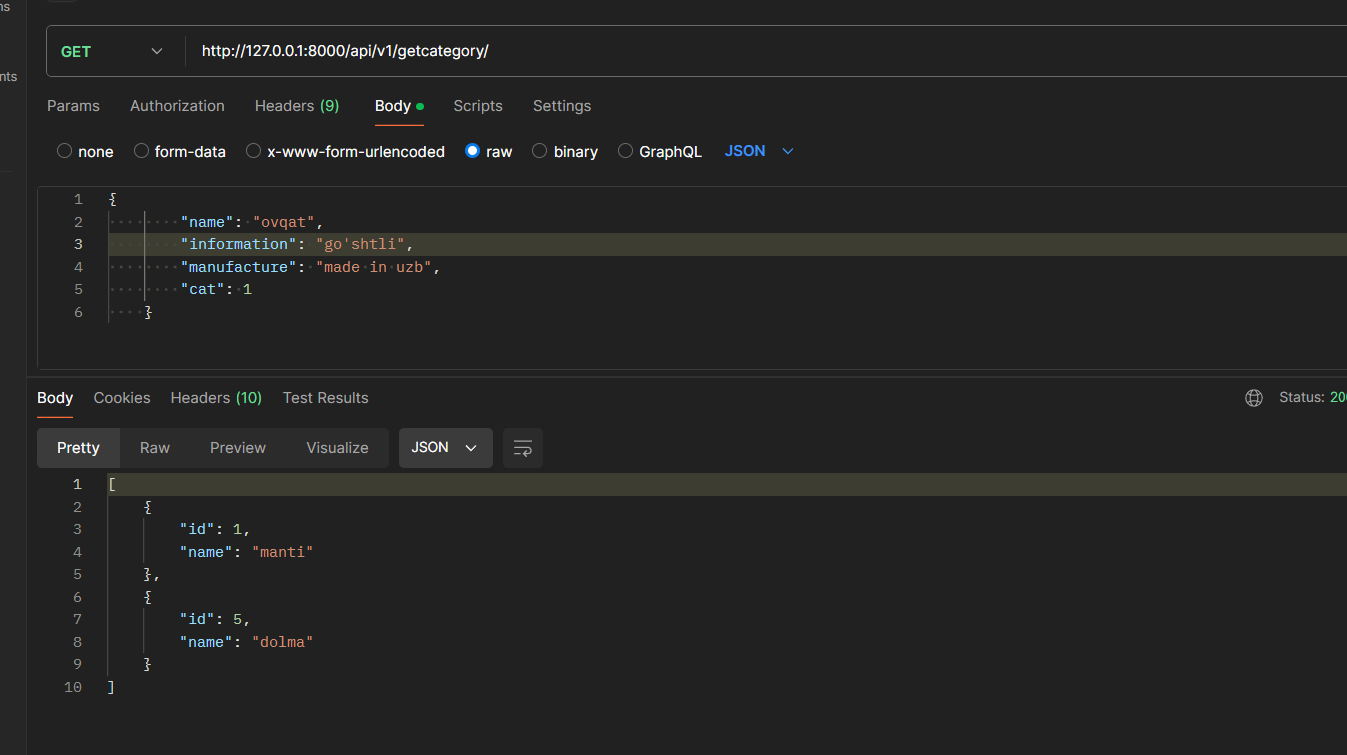 GET http://127.0.0.1:8000/api/v1/getcategory/
Params Authorization Headers (9) Body Scripts Settings
none form-data x-www-form-urlencoded raw binary GraphQL JSON
1 {
2 "name": "ovqat",
3 "information": "go'shtli",
4 "manufacture": "made in uzb",
5 "cat": 1
6 }
Body Cookies Headers (10) Test Results Status:
Pretty Raw Preview Visualize JSON
1 [
2 {
3 "id": 1,
4 "name": "manti"
5 },
6 {
7 "id": 5,
8 "name": "dolma"
9 }
10 ]